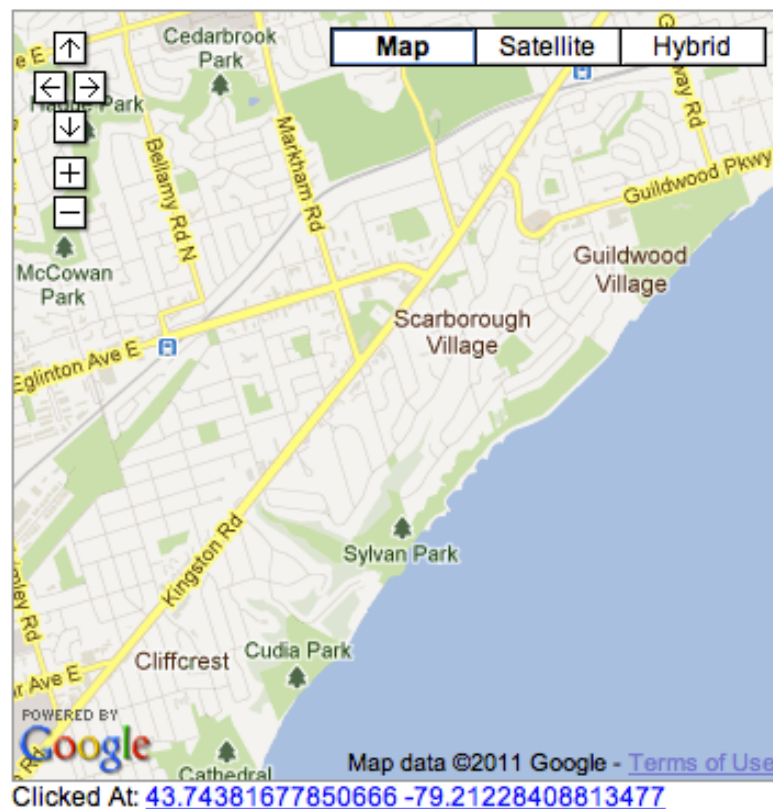 Cedarbrook
Park
Map
Satellite
Hybrid
Park
Bellamy Rd N
Markham Rd
Guildwood Pkwy
McCowan
Park
Guildwood
Village
Scarborough
Village
Eglinton Ave E
Kingston Rd
Sylvan Park
Cliffcrest
Cudia Park
Ave E
POWERED BY
Google
Cathedral
Map data ©2011 Google - Terms of Use
Clicked At: 43.74381677850666 -79.21228408813477